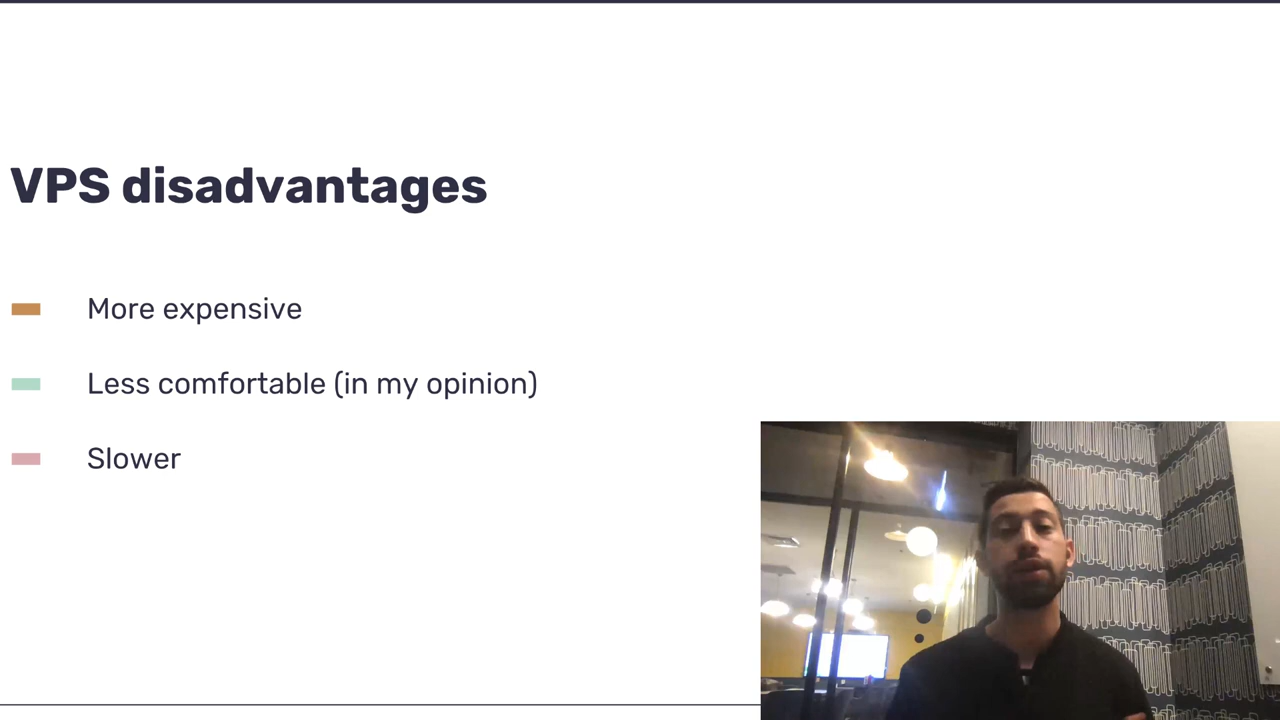 VPS disadvantages
More expensive
Less comfortable (in my opinion)
Slower